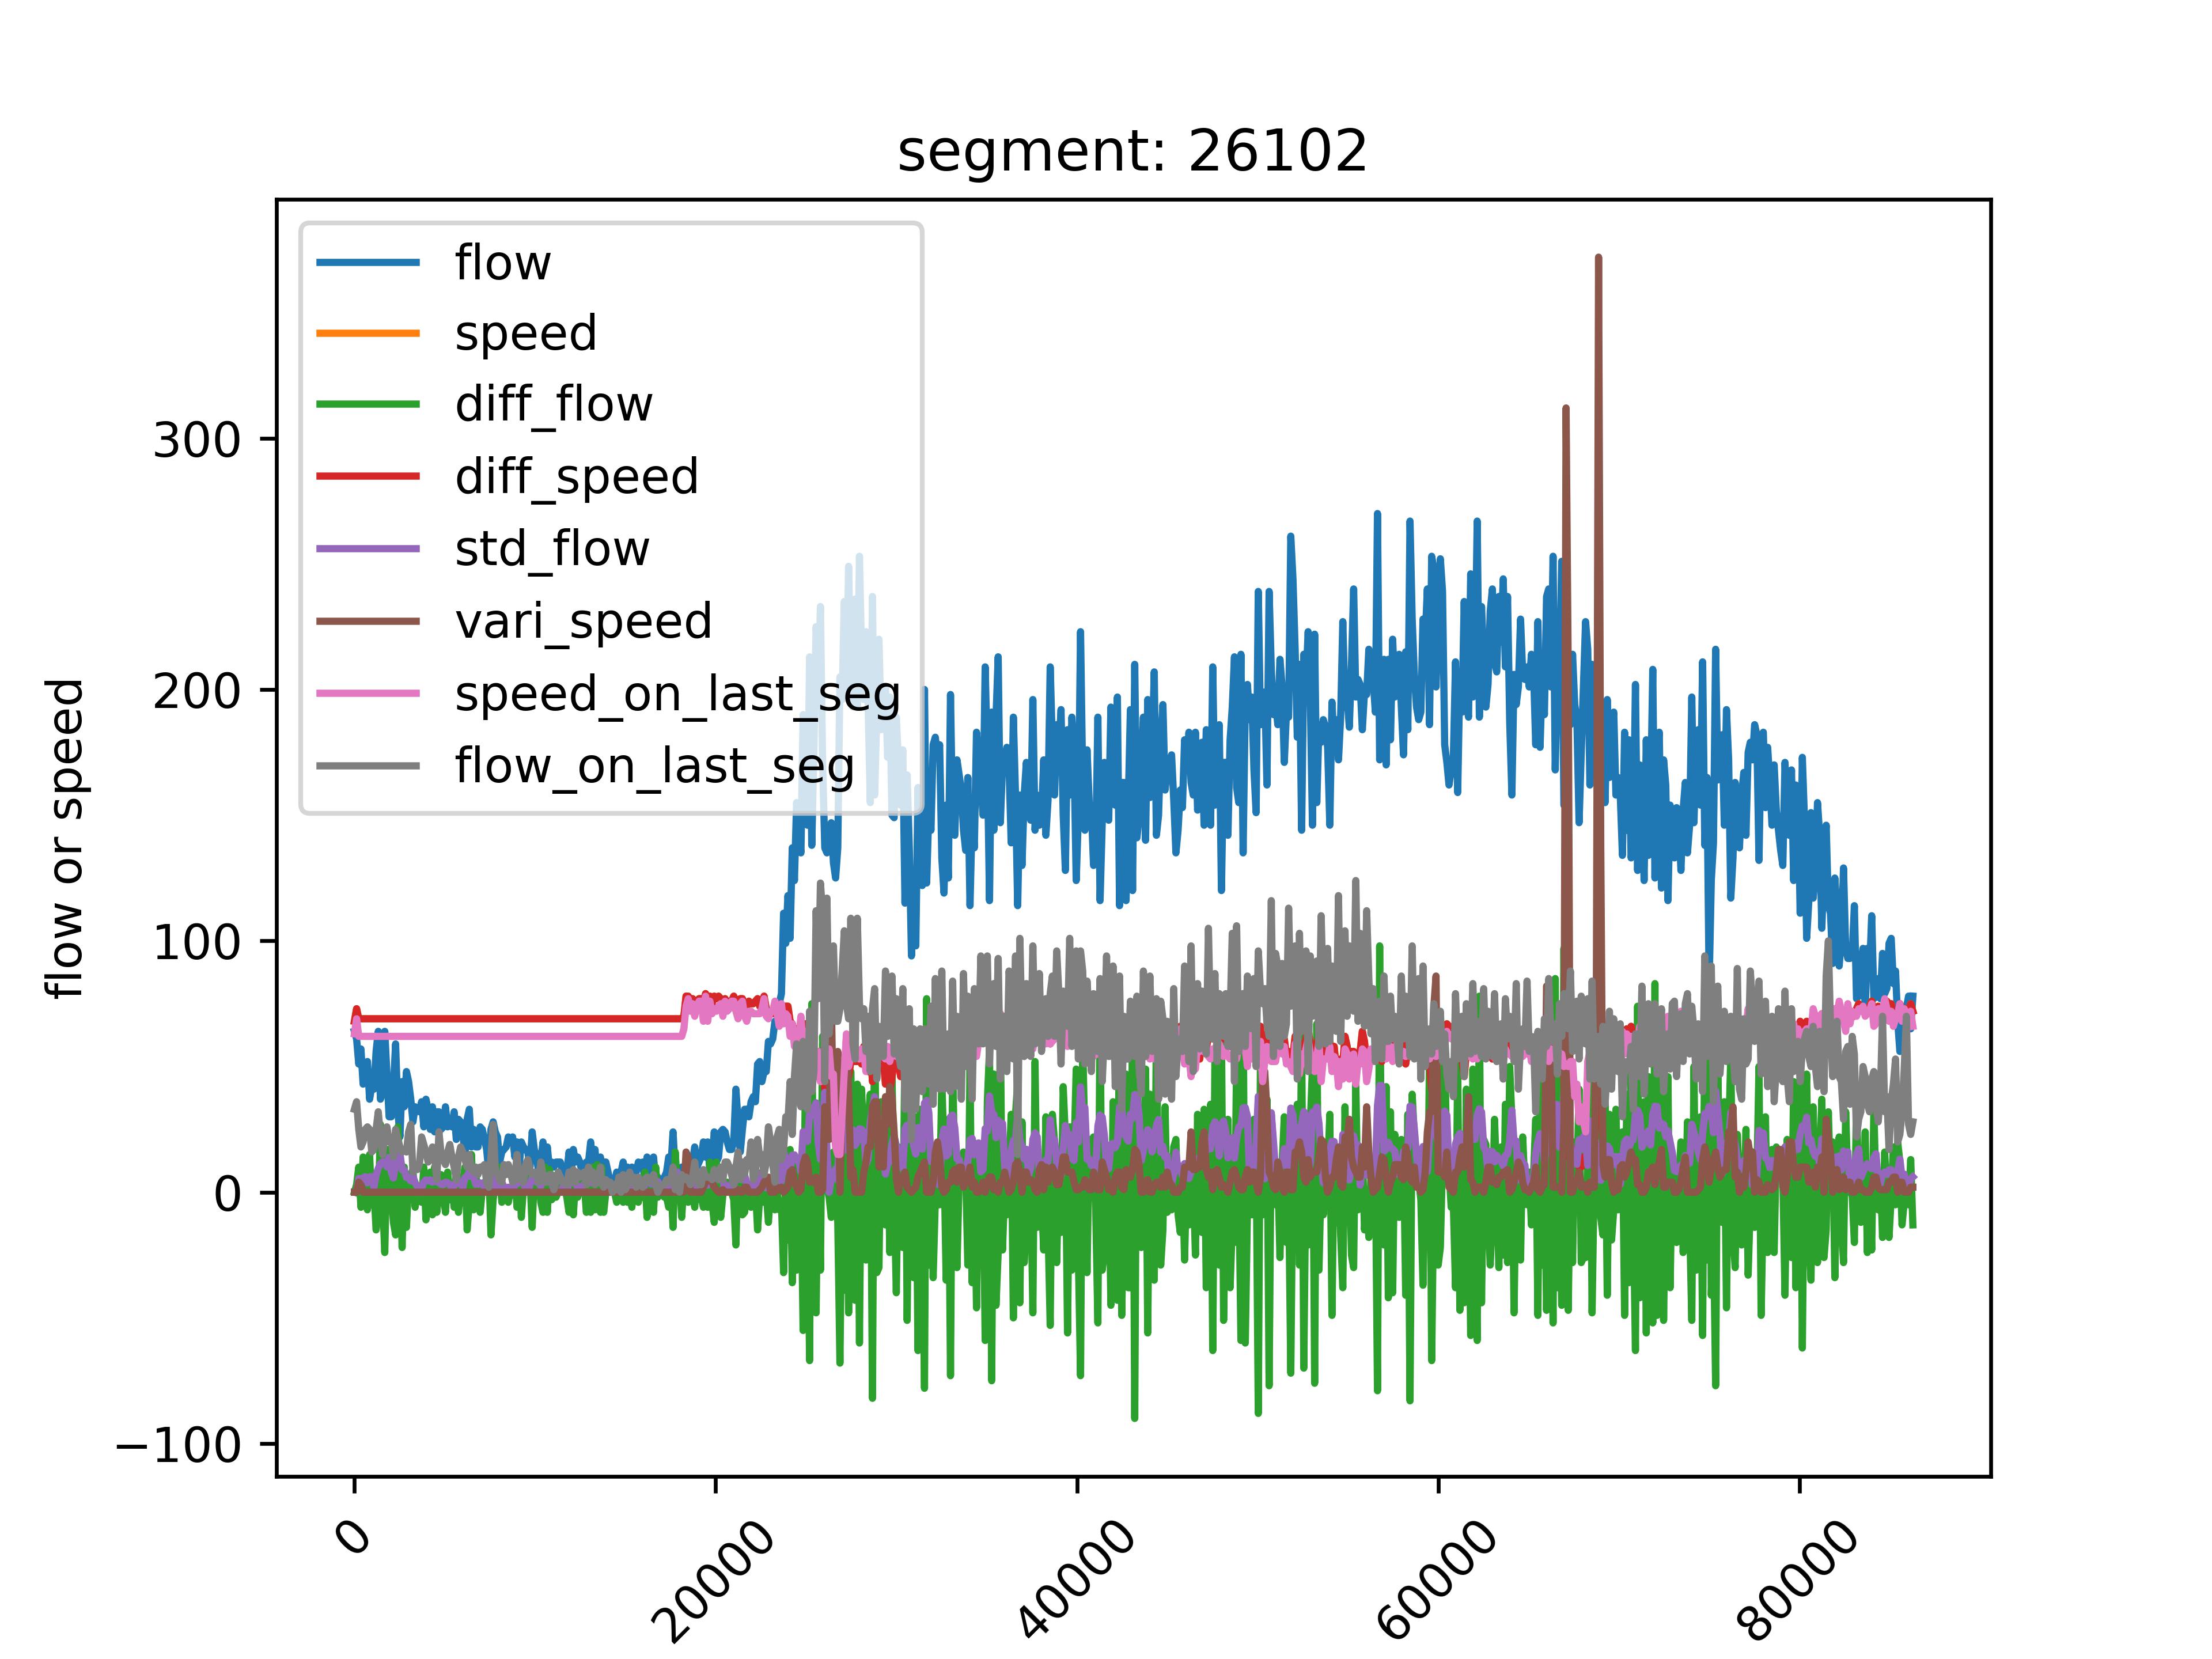 segment: 26102
flow
speed
diff_flow
diff_speed
std_flow
vari_speed
speed_on_last_seg
flow_on_last_seg
flow or speed
300
200
100
0
−100
0
20000
40000
60000
80000